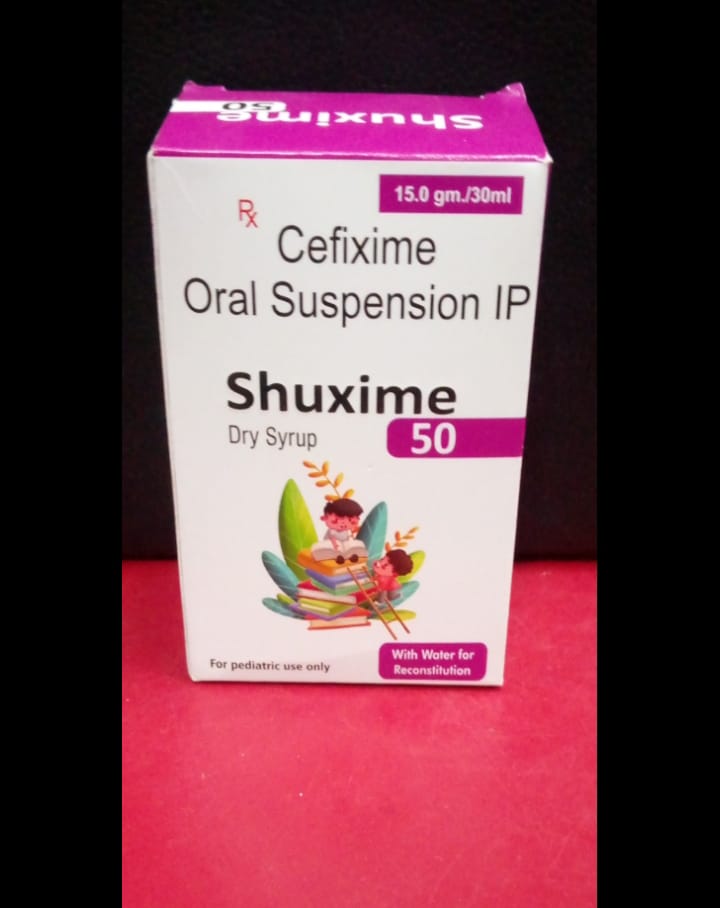 Shuxime
50
15.0 gm./30ml
Rx
Cefixime
Oral Suspension IP
Shuxime
Dry Syrup
50
For pediatric use only
With Water for
Reconstitution